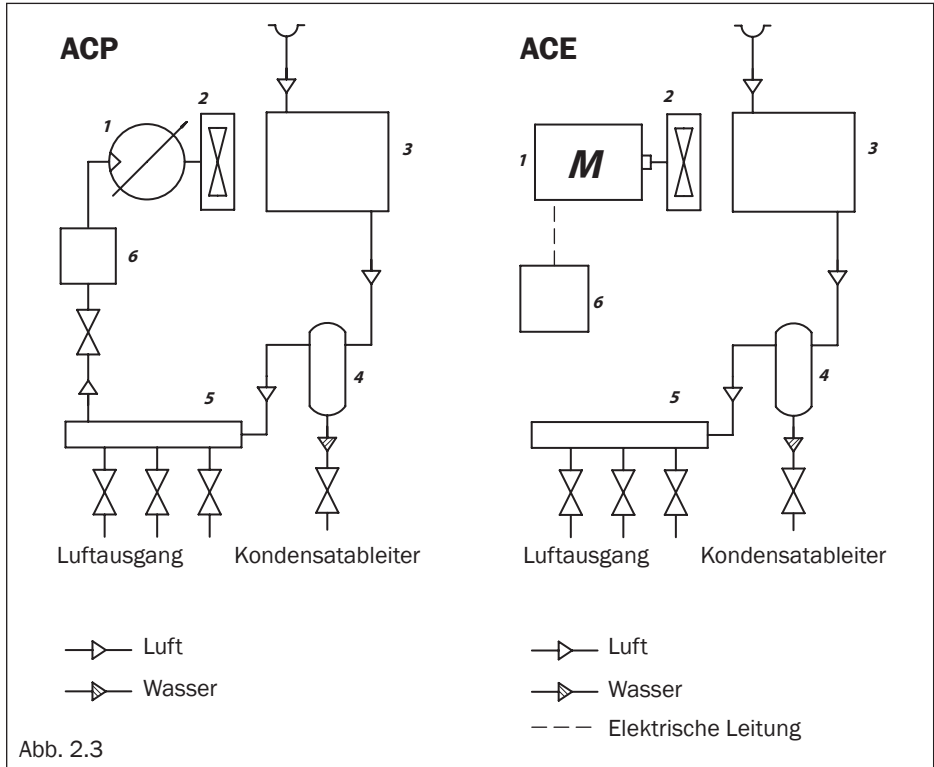 ACP
1
2
3
6
5
4
Luftausgang
Kondensatableiter
Luft
Wasser
ACE
1
M
2
3
6
5
4
Luftausgang
Kondensatableiter
Luft
Wasser
Elektrische Leitung
Abb. 2.3